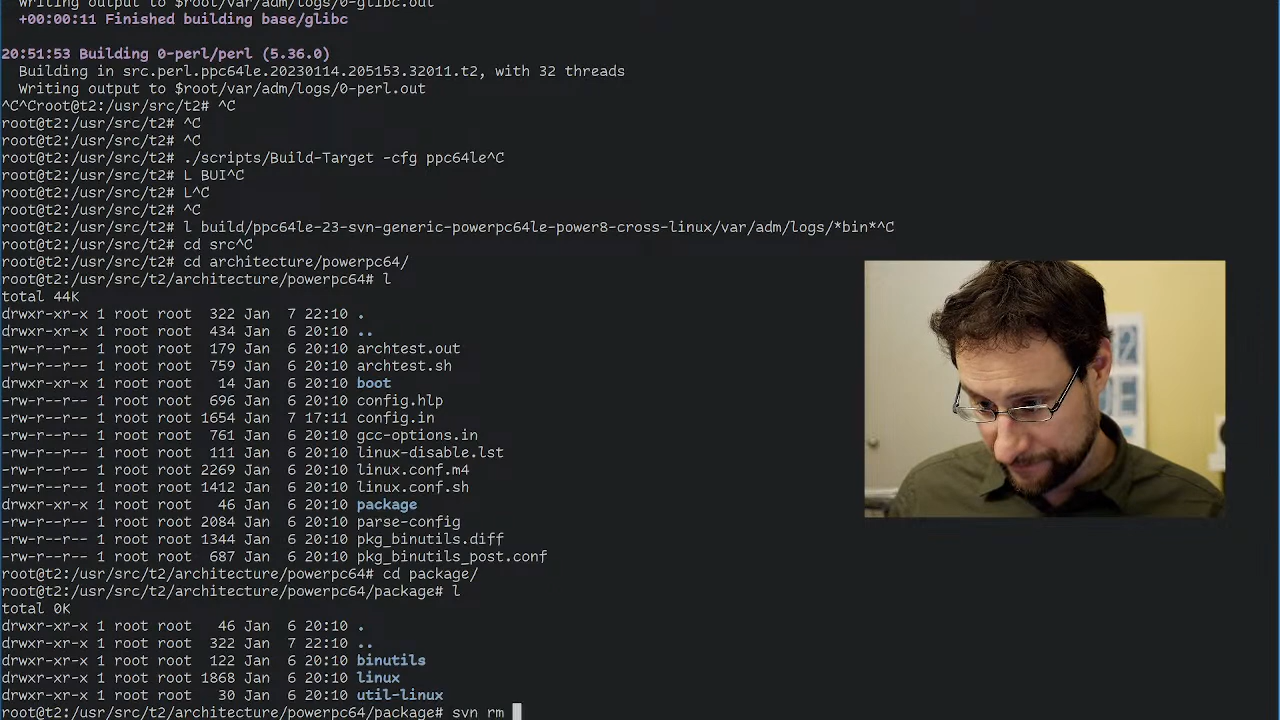 writing output to $root/var/adm/logs/0-glibc.out
+00:00:11 Finished building base/glibc
20:51:53 Building 0-perl/perl (5.36.0)
Building in src.perl.ppc64le.20230114.205153.32011.t2, with 32 threads
Writing output to $root/var/adm/logs/0-perl.out
^C^Croot@t2:/usr/src/t2# ^C
root@t2:/usr/src/t2# ^C
root@t2:/usr/src/t2# ^C
root@t2:/usr/src/t2# ./scripts/Build-Target -cfg ppc64le^C
root@t2:/usr/src/t2# L BUI^C
root@t2:/usr/src/t2# L^C
root@t2:/usr/src/t2# ^C
root@t2:/usr/src/t2# l build/ppc64le-23-svn-generic-powerpc64le-power8-cross-linux/var/adm/logs/*bin*^C
root@t2:/usr/src/t2# cd src^C
root@t2:/usr/src/t2# cd architecture/powerpc64/
root@t2:/usr/src/t2/architecture/powerpc64# l
total 44K
drwxr-xr-x 1 root root 322 Jan 7 22:10 .
drwxr-xr-x 1 root root 434 Jan 6 20:10 ..
-rw-r--r-- 1 root root 179 Jan 6 20:10 archtest.out
-rw-r--r-- 1 root root 759 Jan 6 20:10 archtest.sh
drwxr-xr-x 1 root root 14 Jan 6 20:10 boot
-rw-r--r-- 1 root root 696 Jan 6 20:10 config.hlp
-rw-r--r-- 1 root root 1654 Jan 7 17:11 config.in
-rw-r--r-- 1 root root 761 Jan 6 20:10 gcc-options.in
-rw-r--r-- 1 root root 111 Jan 6 20:10 linux-disable.lst
-rw-r--r-- 1 root root 2269 Jan 6 20:10 linux.conf.m4
-rw-r--r-- 1 root root 1412 Jan 6 20:10 linux.conf.sh
drwxr-xr-x 1 root root 46 Jan 6 20:10 package
-rw-r--r-- 1 root root 2084 Jan 6 20:10 parse-config
-rw-r--r-- 1 root root 1344 Jan 6 20:10 pkg_binutils.diff
-rw-r--r-- 1 root root 687 Jan 6 20:10 pkg_binutils_post.conf
root@t2:/usr/src/t2/architecture/powerpc64# cd package/
root@t2:/usr/src/t2/architecture/powerpc64/package# l
total 0K
drwxr-xr-x 1 root root 46 Jan 6 20:10 .
drwxr-xr-x 1 root root 322 Jan 7 22:10 ..
drwxr-xr-x 1 root root 122 Jan 6 20:10 binutils
drwxr-xr-x 1 root root 1868 Jan 6 20:10 linux
drwxr-xr-x 1 root root 30 Jan 6 20:10 util-linux
root@t2:/usr/src/t2/architecture/powerpc64/package# svn rm